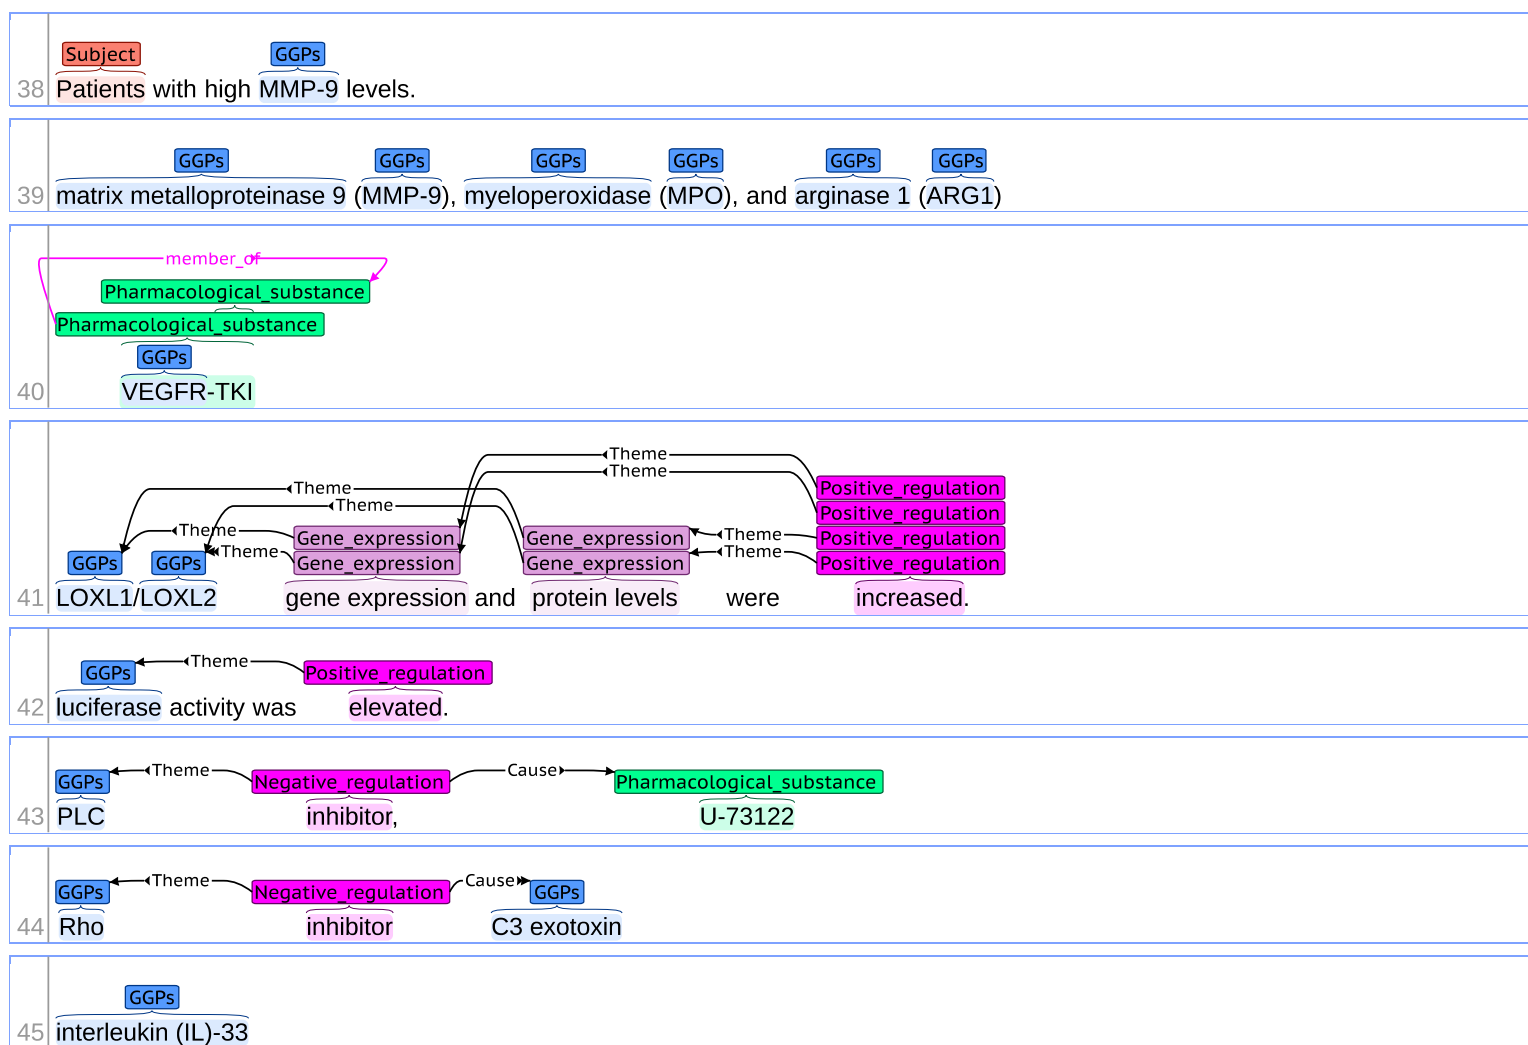 Subject GGPs
38 Patients with high MMP-9 levels.
GGPs GGPs GGPs GGPs GGPs GGPs
39 matrix metalloproteinase 9 (MMP-9), myeloperoxidase (MPO), and arginase 1 (ARG1)
member_of
Pharmacological_substance
Pharmacological_substance
GGPs
40 VEGFR-TKI
Theme
Theme
Theme Positive_regulation
Theme Positive_regulation
Theme Gene_expression Gene_expression Theme Positive_regulation
GGPs GGPs Theme Gene_expression Gene_expression Theme Positive_regulation
41 LOXL1/LOXL2 gene expression and protein levels were increased.
GGPs Theme Positive_regulation
42 luciferase activity was elevated.
GGPs Theme Negative_regulation Cause Pharmacological_substance
43 PLC inhibitor, U-73122
GGPs Theme Negative_regulation Cause GGPs
44 Rho inhibitor C3 exotoxin
GGPs
45 interleukin (IL)-33